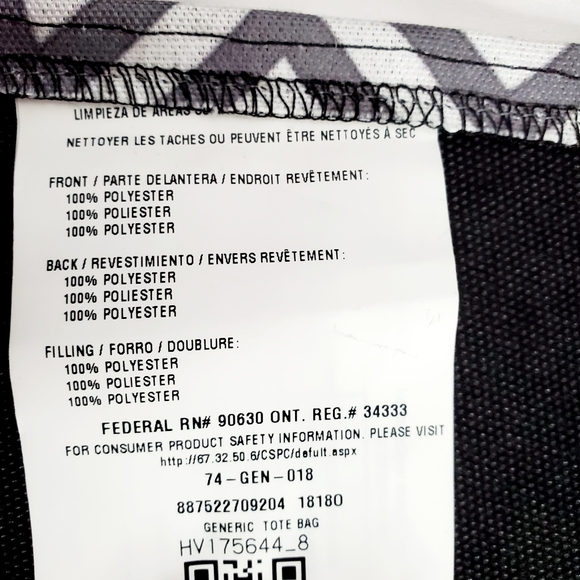 LIMPIEZA DE ÁREAS
NETTOYER LES TACHES OU PEUVENT ÊTRE NETTOYÉS À SEC
FRONT / PARTE DELANTERA / ENDROIT REVÊTEMENT:
100% POLYESTER
100% POLIESTER
100% POLYESTER
BACK / REVESTIMIENTO / ENVERS REVÊTEMENT:
100% POLYESTER
100% POLIESTER
100% POLYESTER
FILLING / FORRO / DOUBLURE:
100% POLYESTER
100% POLIESTER
100% POLYESTER
FEDERAL RN# 90630 ONT. REG.# 34333
FOR CONSUMER PRODUCT SAFETY INFORMATION. PLEASE VISIT
http://67.32.50.6/CSPC/defult.aspx
74-GEN-018
887522709204 18180
GENERIC TOTE BAG
HV175644_8